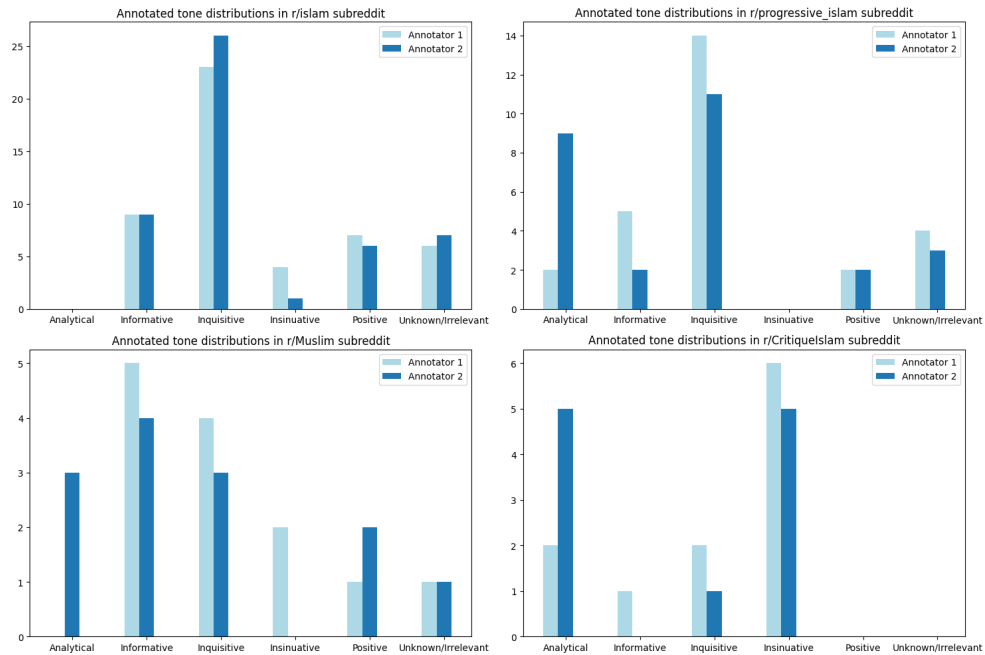 Annotated tone distributions in r/islam subreddit
Annotator 1
Annotator 2
25
20
15
10
5
0
Analytical Informative Inquisitive Insinuative Positive Unknown/Irrelevant
Annotated tone distributions in r/progressive_islam subreddit
Annotator 1
Annotator 2
14
12
10
8
6
4
2
0
Analytical Informative Inquisitive Insinuative Positive Unknown/Irrelevant
Annotated tone distributions in r/Muslim subreddit
Annotator 1
Annotator 2
5
4
3
2
1
0
Analytical Informative Inquisitive Insinuative Positive Unknown/Irrelevant
Annotated tone distributions in r/CritiqueIslam subreddit
Annotator 1
Annotator 2
6
5
4
3
2
1
0
Analytical Informative Inquisitive Insinuative Positive Unknown/Irrelevant